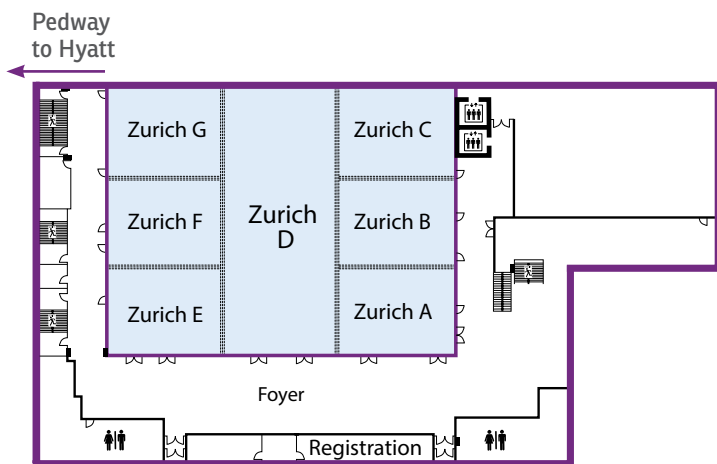 Pedway
to Hyatt
Zurich G
Zurich C
Zurich F
Zurich
D
Zurich B
Zurich E
Zurich A
Foyer
Registration